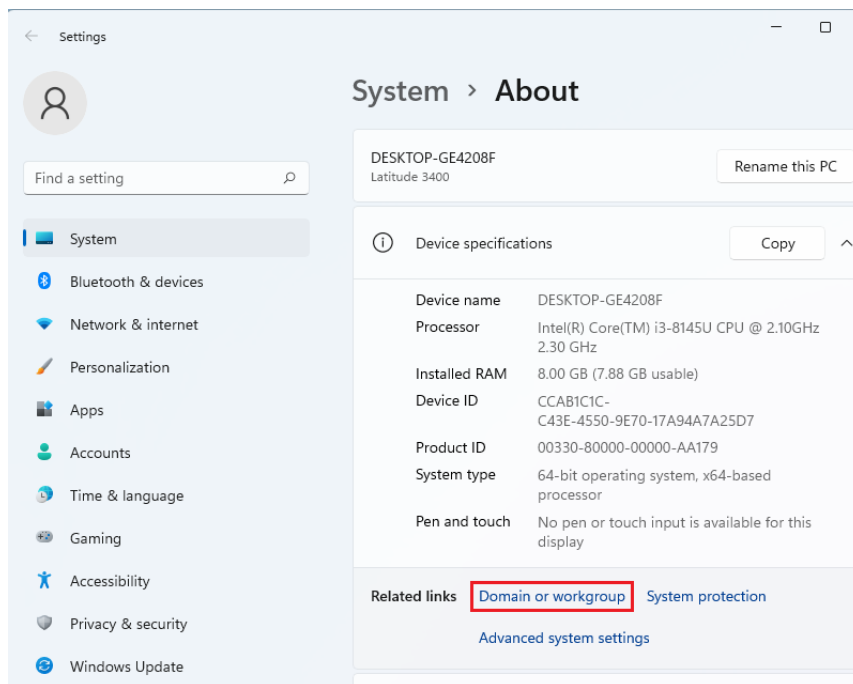 Settings
System > About
Find a setting
System
Bluetooth & devices
Network & internet
Personalization
Apps
Accounts
Time & language
Gaming
Accessibility
Privacy & security
Windows Update
DESKTOP-GE4208F
Latitude 3400
Rename this PC
Device specifications
Copy
Device name DESKTOP-GE4208F
Processor Intel(R) Core(TM) i3-8145U CPU @ 2.10GHz
2.30 GHz
Installed RAM 8.00 GB (7.88 GB usable)
Device ID CCAB1C1C-
C43E-4550-9E70-17A94A7A25D7
Product ID 00330-80000-00000-AA179
System type 64-bit operating system, x64-based
processor
Pen and touch No pen or touch input is available for this
display
Related links Domain or workgroup System protection
Advanced system settings